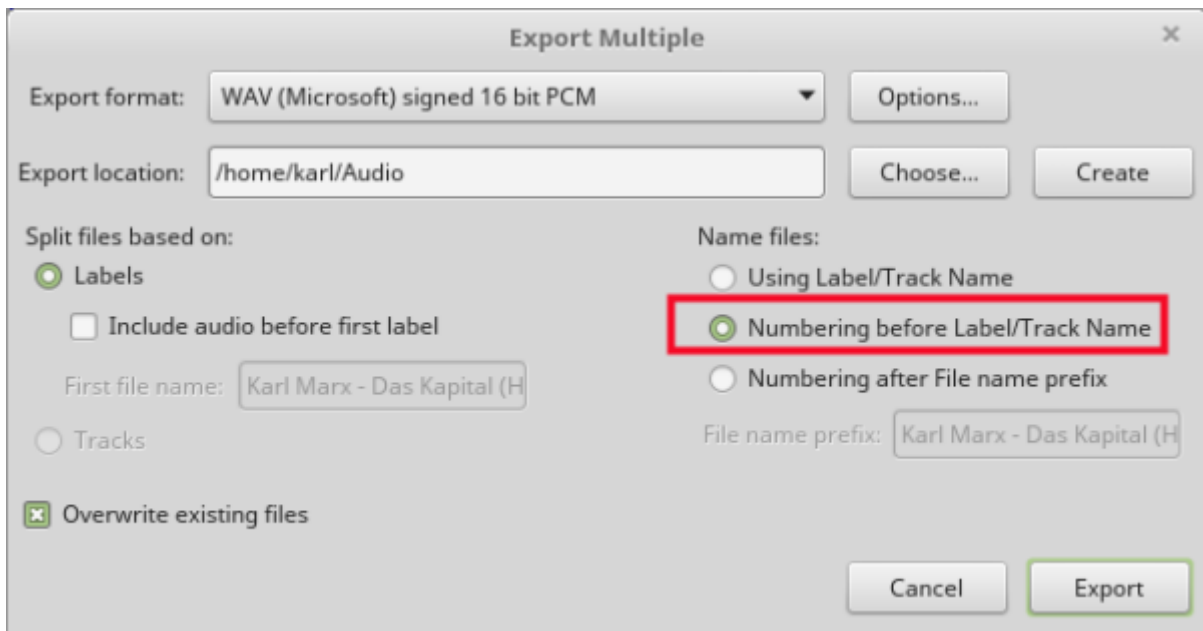 Export Multiple
Export format: WAV (Microsoft) signed 16 bit PCM Options...
Export location: /home/karl/Audio Choose... Create
Split files based on:
Labels
Include audio before first label
First file name: Karl Marx - Das Kapital (H
Tracks
Overwrite existing files
Name files:
Using Label/Track Name
Numbering before Label/Track Name
Numbering after File name prefix
File name prefix: Karl Marx - Das Kapital (H
Cancel Export